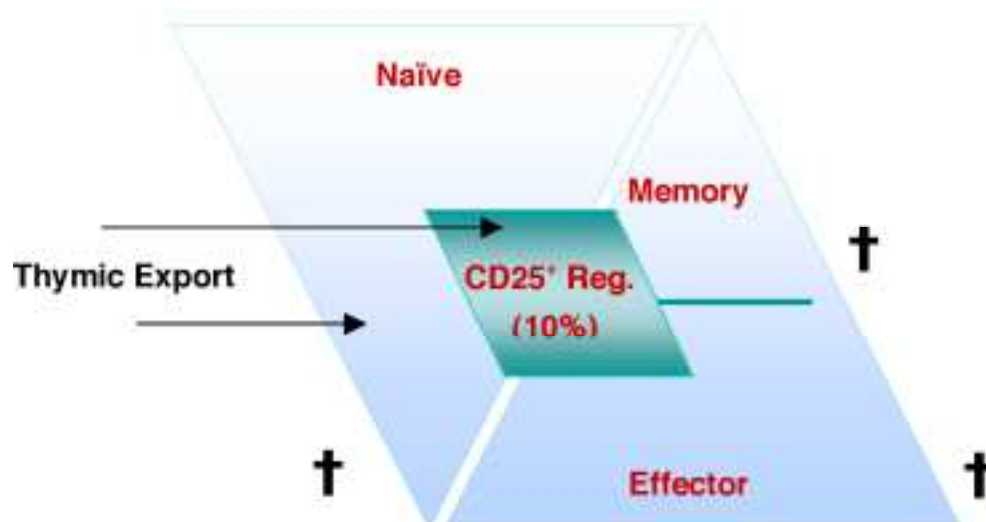 Naïve
Memory
Thymic Export
CD25+ Reg.
(10%)
†
†
†
Effector